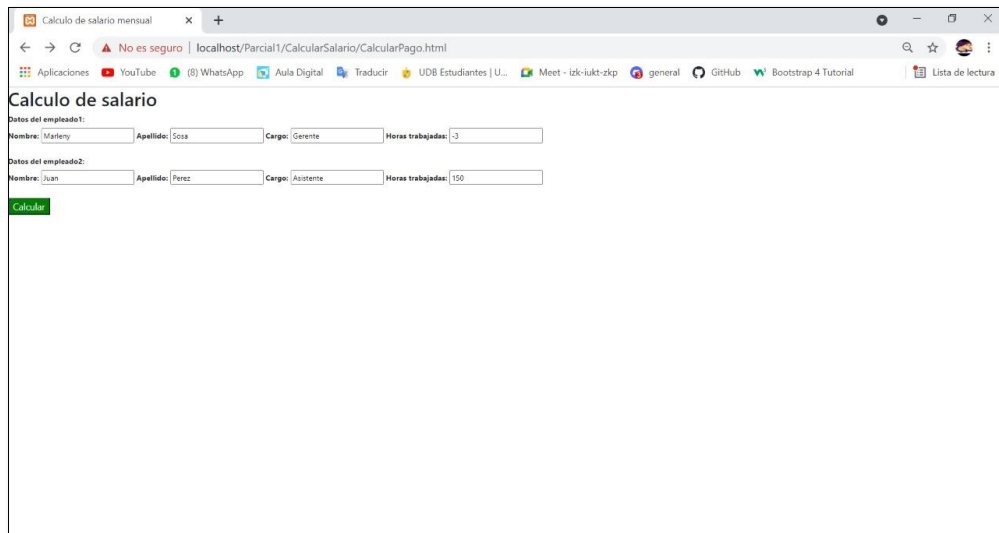 Calculo de salario mensual
No es seguro | localhost/Parcial1/CalcularSalario/CalcularPago.html
Aplicaciones YouTube (8) WhatsApp Aula Digital Traducir UDB Estudiantes | U... Meet - izk-iukt-zkp general GitHub Bootstrap 4 Tutorial Lista de lectura
Calculo de salario
Datos del empleado1:
Nombre: Marleny Apellido: Sosa Cargo: Gerente Horas trabajadas: -3
Datos del empleado2:
Nombre: Juan Apellido: Perez Cargo: Asistente Horas trabajadas: 150
Calcular